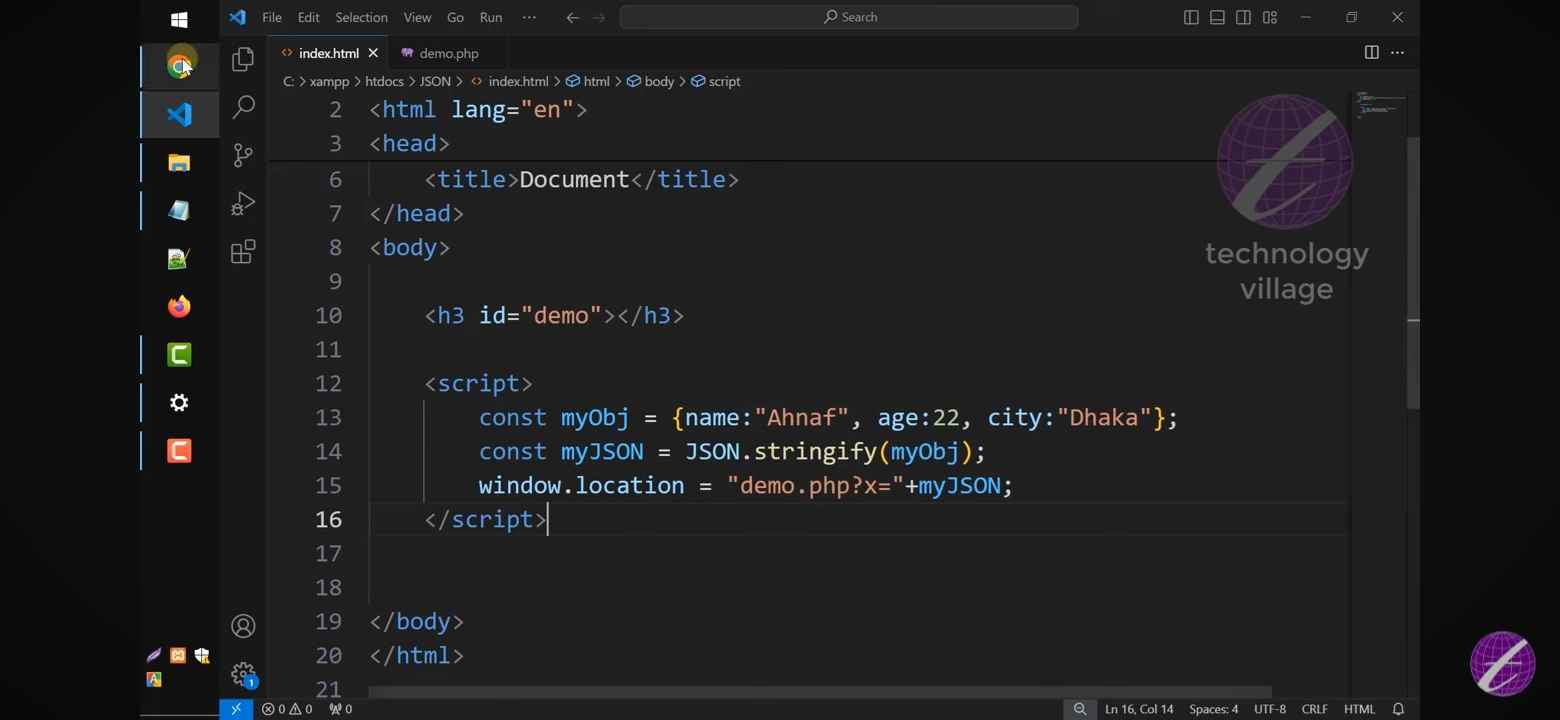 File Edit Selection View Go Run ··· Search
index.html demo.php
C: > xampp > htdocs > JSON > index.html > html > body > script
2 <html lang="en">
3 <head>
6 <title>Document</title>
7 </head>
8 <body>
9
10 <h3 id="demo"></h3>
11
12 <script>
13 const myObj = {name:"Ahnaf", age:22, city:"Dhaka"};
14 const myJSON = JSON.stringify(myObj);
15 window.location = "demo.php?x="+myJSON;
16 </script>
17
18
19 </body>
20 </html>
21
technology
village
1
0 0 0 Ln 16, Col 14 Spaces: 4 UTF-8 CRLF HTML